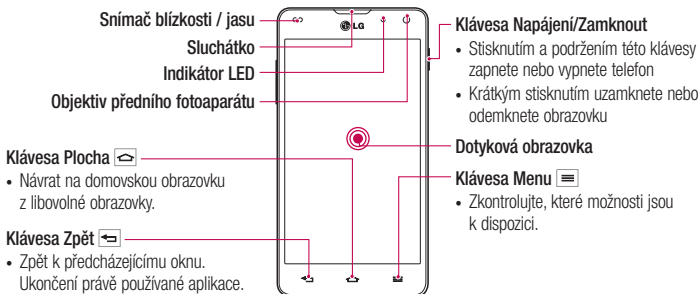 Snímač blízkosti / jasu
Sluchátko
Indikátor LED
Objektiv předního fotoaparátu
Klávesa Plocha
• Návrat na domovskou obrazovku
z libovolné obrazovky.
Klávesa Zpět
• Zpět k předcházejícímu oknu.
Ukončení právě používané aplikace.
LG
Klávesa Napájení/Zamknout
• Stisknutím a podržením této klávesy
zapnete nebo vypnete telefon
• Krátkým stisknutím uzamknete nebo
odemknete obrazovku
Dotyková obrazovka
Klávesa Menu
• Zkontrolujte, které možnosti jsou
k dispozici.